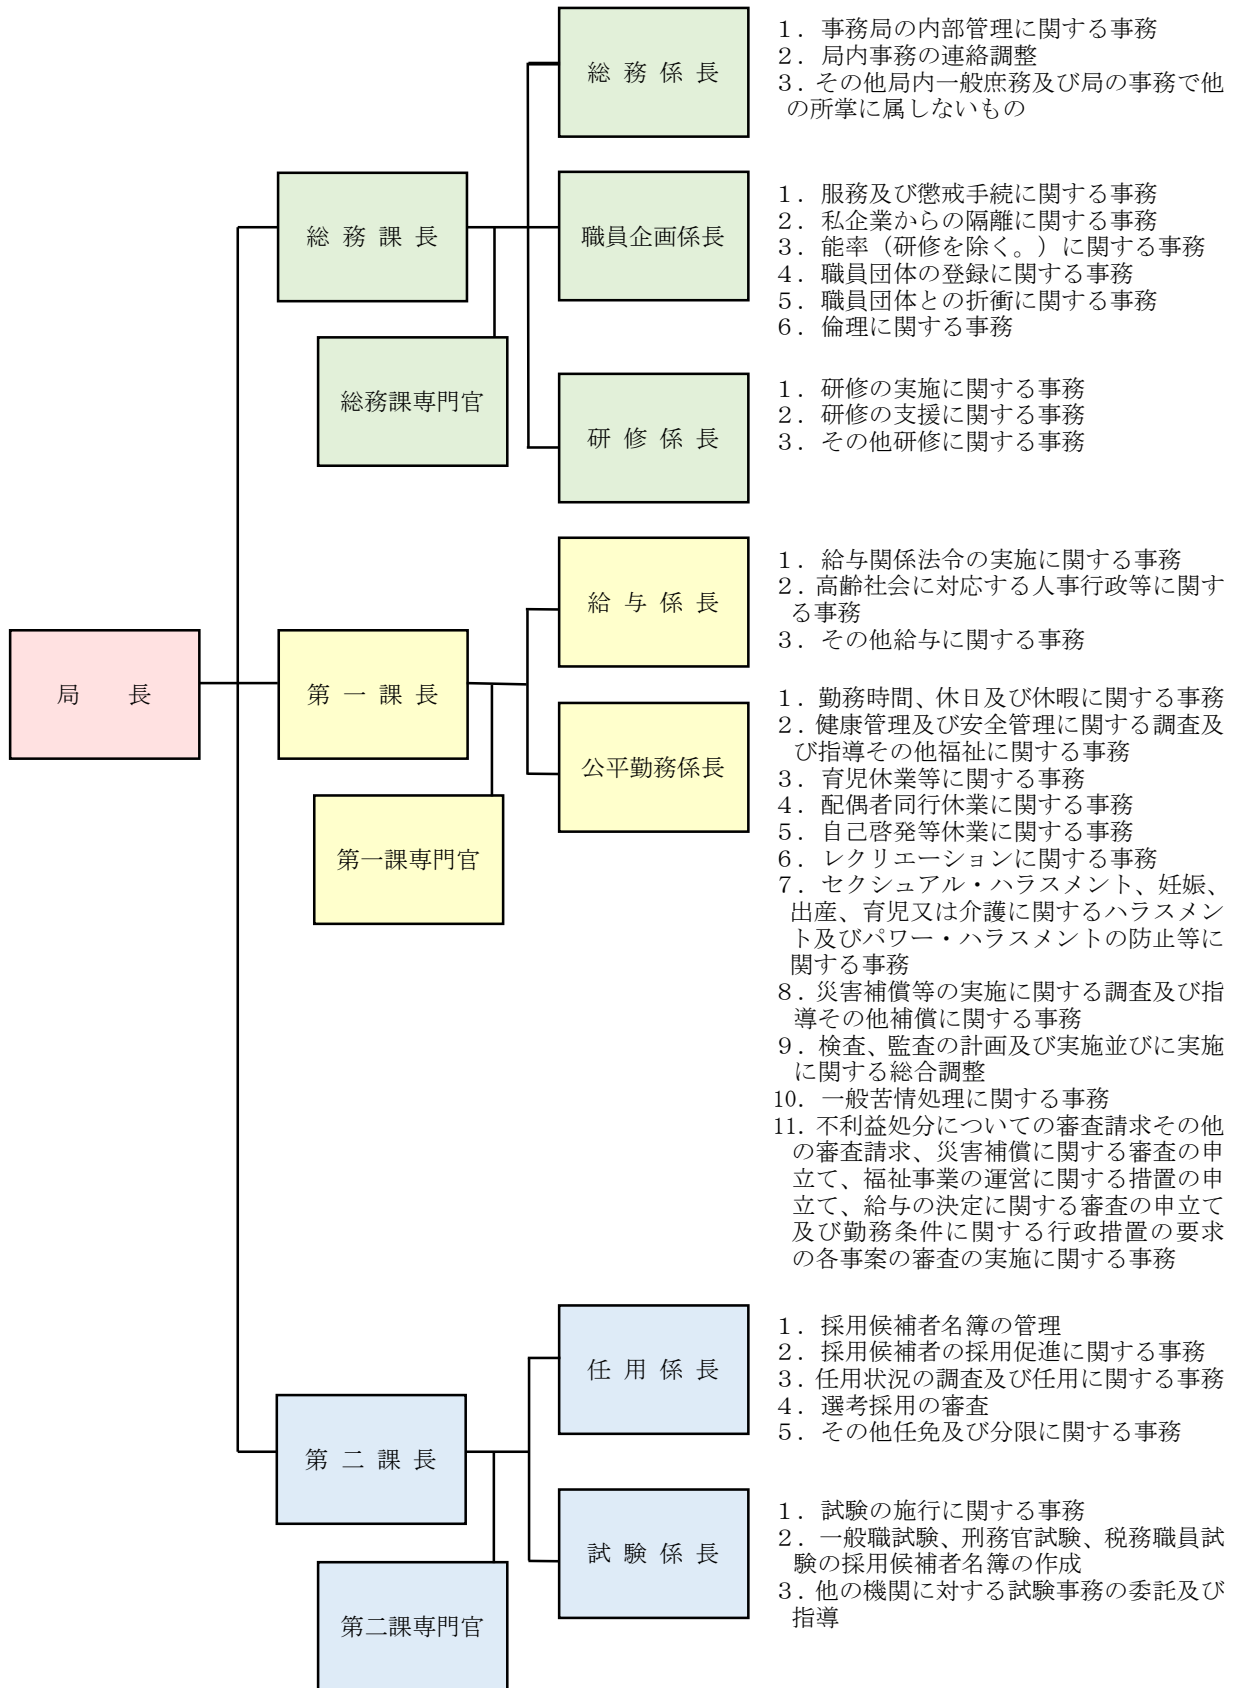 局　長
総務課長
総務課専門官
総務係長
１．事務局の内部管理に関する事務
２．局内事務の連絡調整
３．その他局内一般庶務及び局の事務で他
の所掌に属しないもの
職員企画係長
１．服務及び懲戒手続に関する事務
２．私企業からの隔離に関する事務
３．能率（研修を除く。）に関する事務
４．職員団体の登録に関する事務
５．職員団体との折衝に関する事務
６．倫理に関する事務
研修係長
１．研修の実施に関する事務
２．研修の支援に関する事務
３．その他研修に関する事務
第一課長
第一課専門官
給与係長
１．給与関係法令の実施に関する事務
２．高齢社会に対応する人事行政等に関す
る事務
３．その他給与に関する事務
公平勤務係長
１．勤務時間、休日及び休暇に関する事務
２．健康管理及び安全管理に関する調査及
び指導その他福祉に関する事務
３．育児休業等に関する事務
４．配偶者同行休業に関する事務
５．自己啓発等休業に関する事務
６．レクリエーションに関する事務
７．セクシュアル・ハラスメント、妊娠、
出産、育児又は介護に関するハラスメン
ト及びパワー・ハラスメントの防止等に
関する事務
８．災害補償等の実施に関する調査及び指
導その他補償に関する事務
９．検査、監査の計画及び実施並びに実施
に関する総合調整
10．一般苦情処理に関する事務
11．不利益処分についての審査請求その他
の審査請求、災害補償に関する審査の申
立て、福祉事業の運営に関する措置の申
立て、給与の決定に関する審査の申立て
及び勤務条件に関する行政措置の要求
の各事案の審査の実施に関する事務
第二課長
第二課専門官
任用係長
１．採用候補者名簿の管理
２．採用候補者の採用促進に関する事務
３．任用状況の調査及び任用に関する事務
４．選考採用の審査
５．その他任免及び分限に関する事務
試験係長
１．試験の施行に関する事務
２．一般職試験、刑務官試験、税務職員試
験の採用候補者名簿の作成
３．他の機関に対する試験事務の委託及び
指導